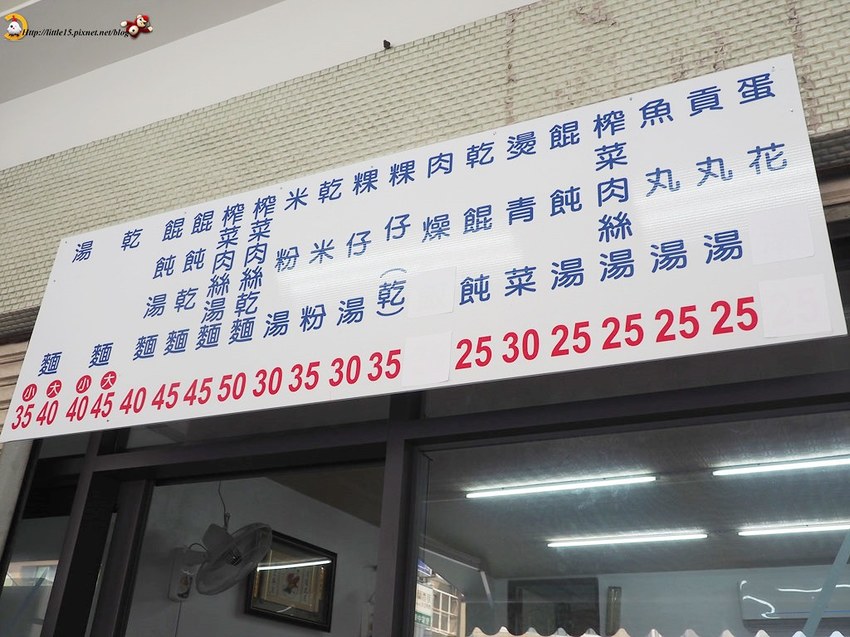 Http://little15.pixnet.net/blog
湯麵 小35 大40
乾麵 小40 大45
餛飩湯麵 40
餛飩乾麵 45
榨菜肉絲湯麵 45
榨菜肉絲乾麵 50
米粉湯 30
乾米粉 35
粿仔湯 30
粿仔(乾) 35
肉燥
乾餛飩 25
燙青菜 30
餛飩湯 25
榨菜肉絲湯 25
魚丸湯 25
貢丸湯 25
蛋花